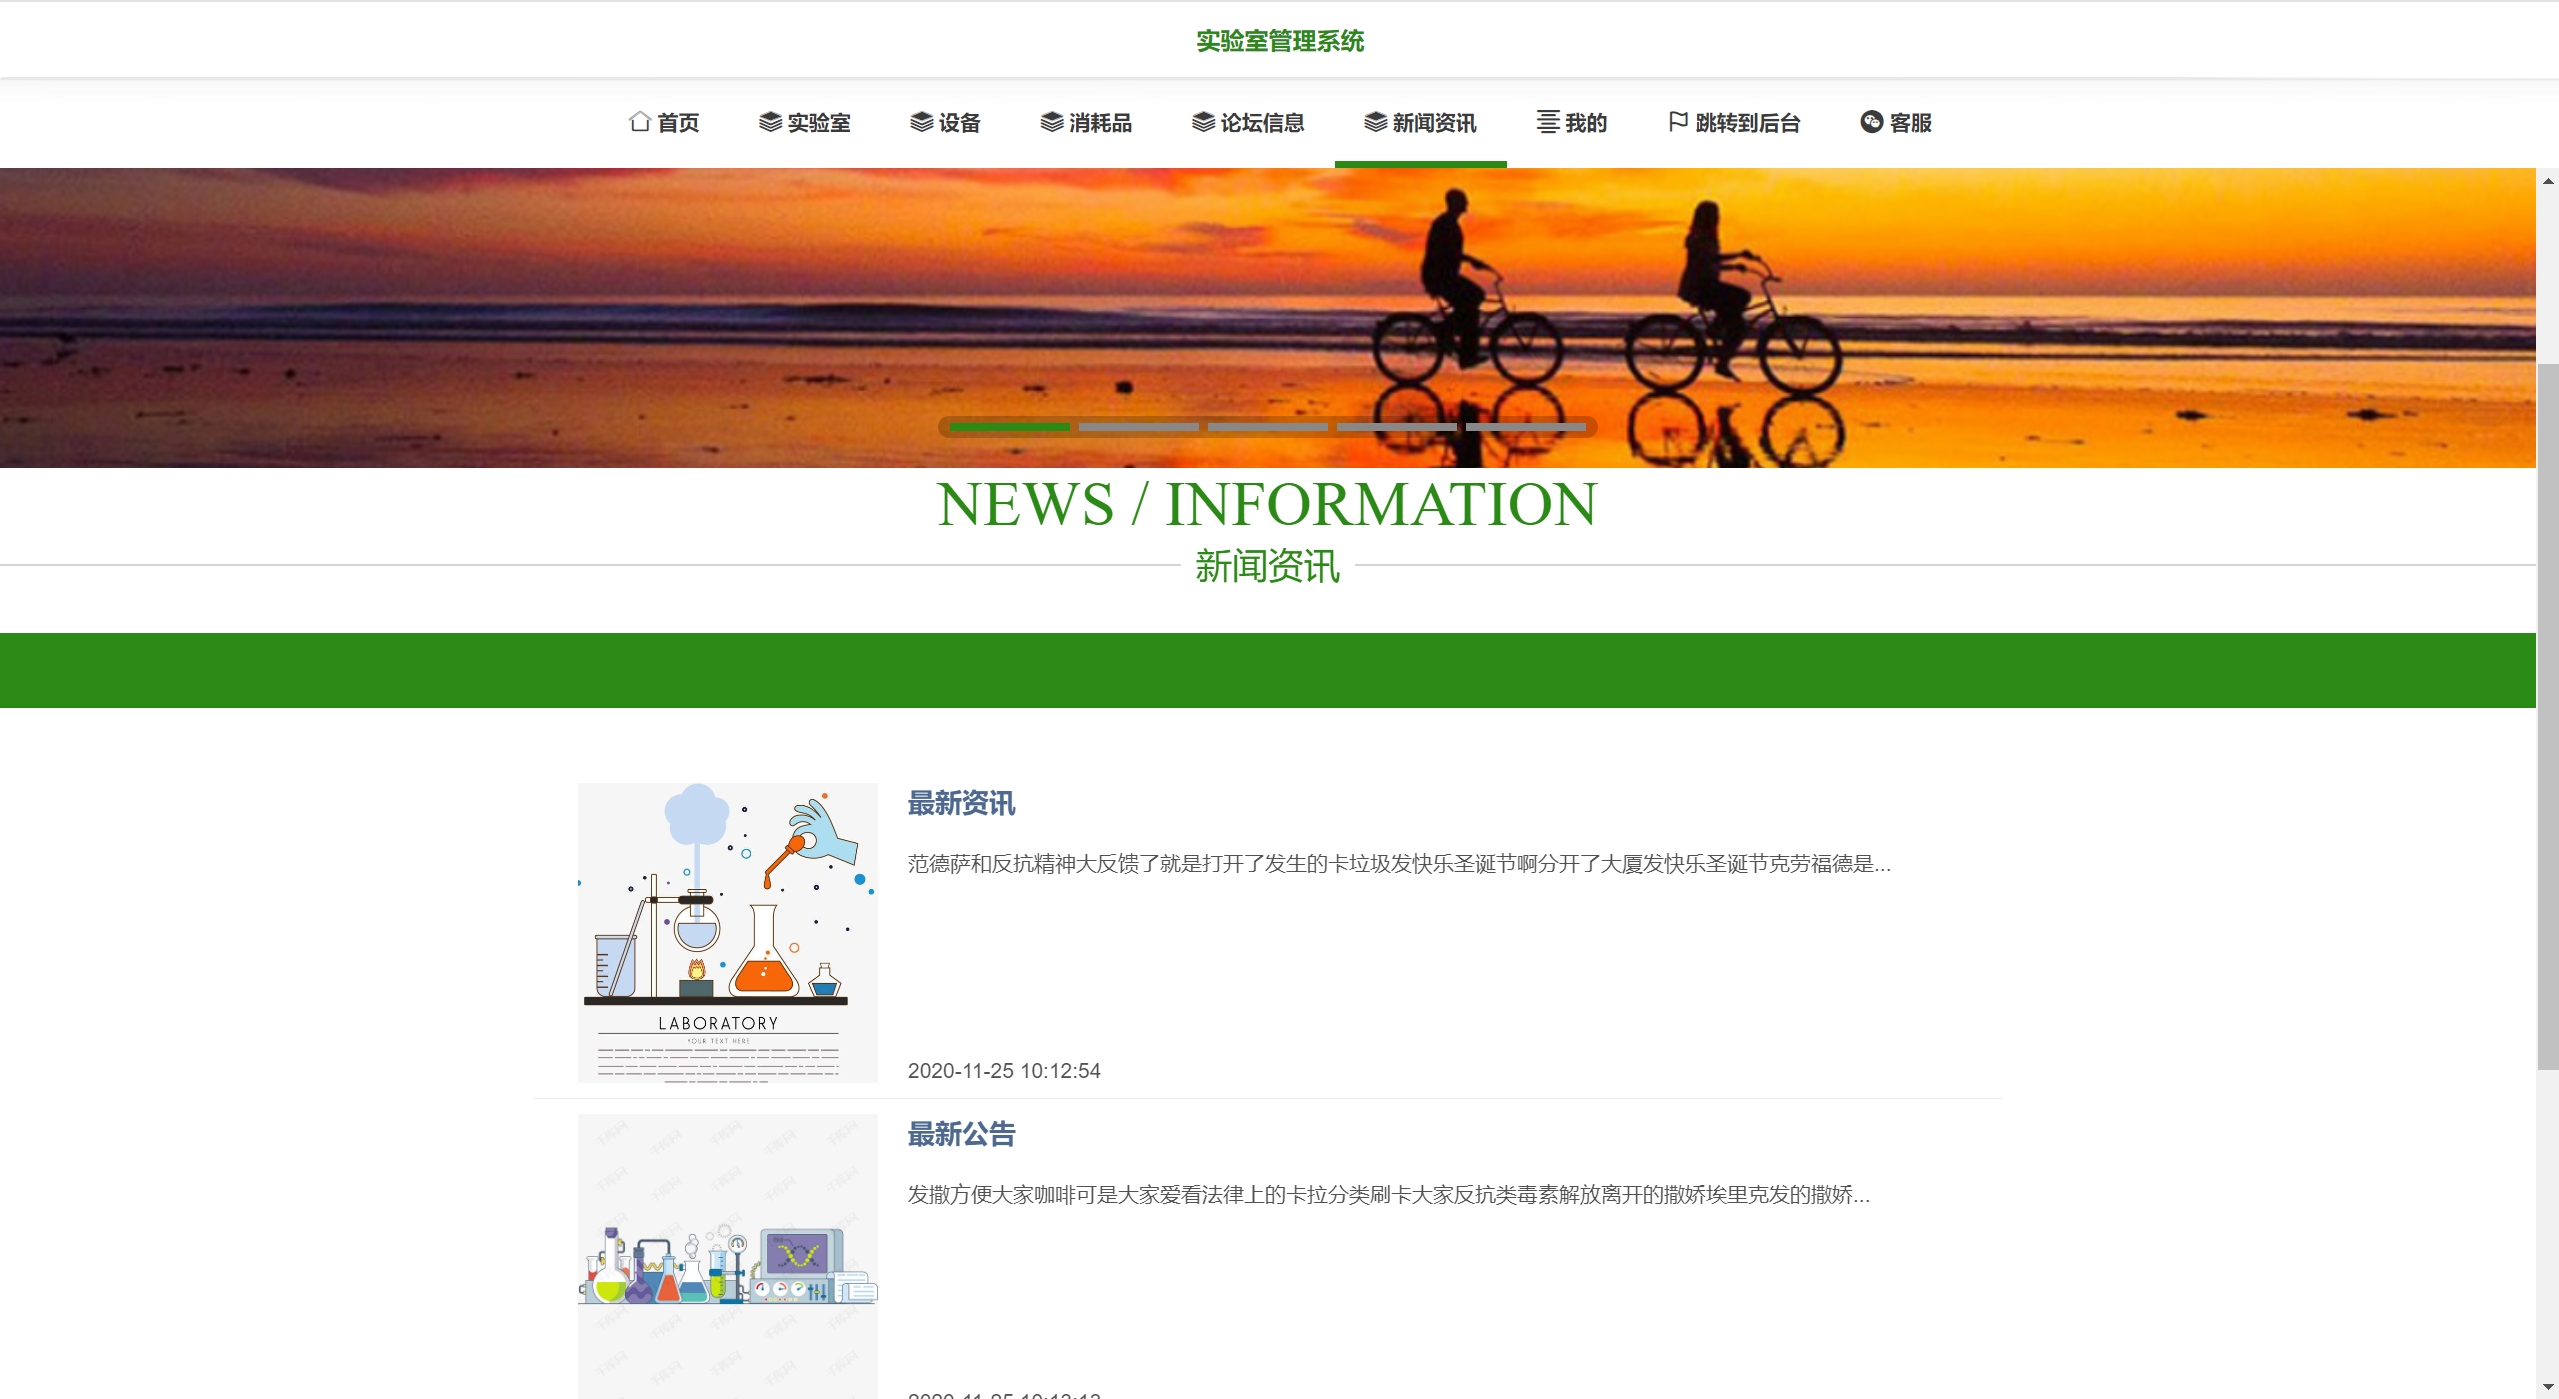 实验室管理系统
首页 实验室 设备 消耗品 论坛信息 新闻资讯 我的 跳转到后台 客服
NEWS / INFORMATION
新闻资讯
最新资讯
范德萨和反抗精神大反馈了就是打开了发生的卡垃圾发快乐圣诞节啊分开了大厦发快乐圣诞节克劳福德是...
LABORATORY
YOUR TEXT HERE
2020-11-25 10:12:54
最新公告
发撒方便大家咖啡可是大家爱看法律上的卡拉分类刷卡大家反抗类毒素解放离开的撒娇埃里克发的撒娇...